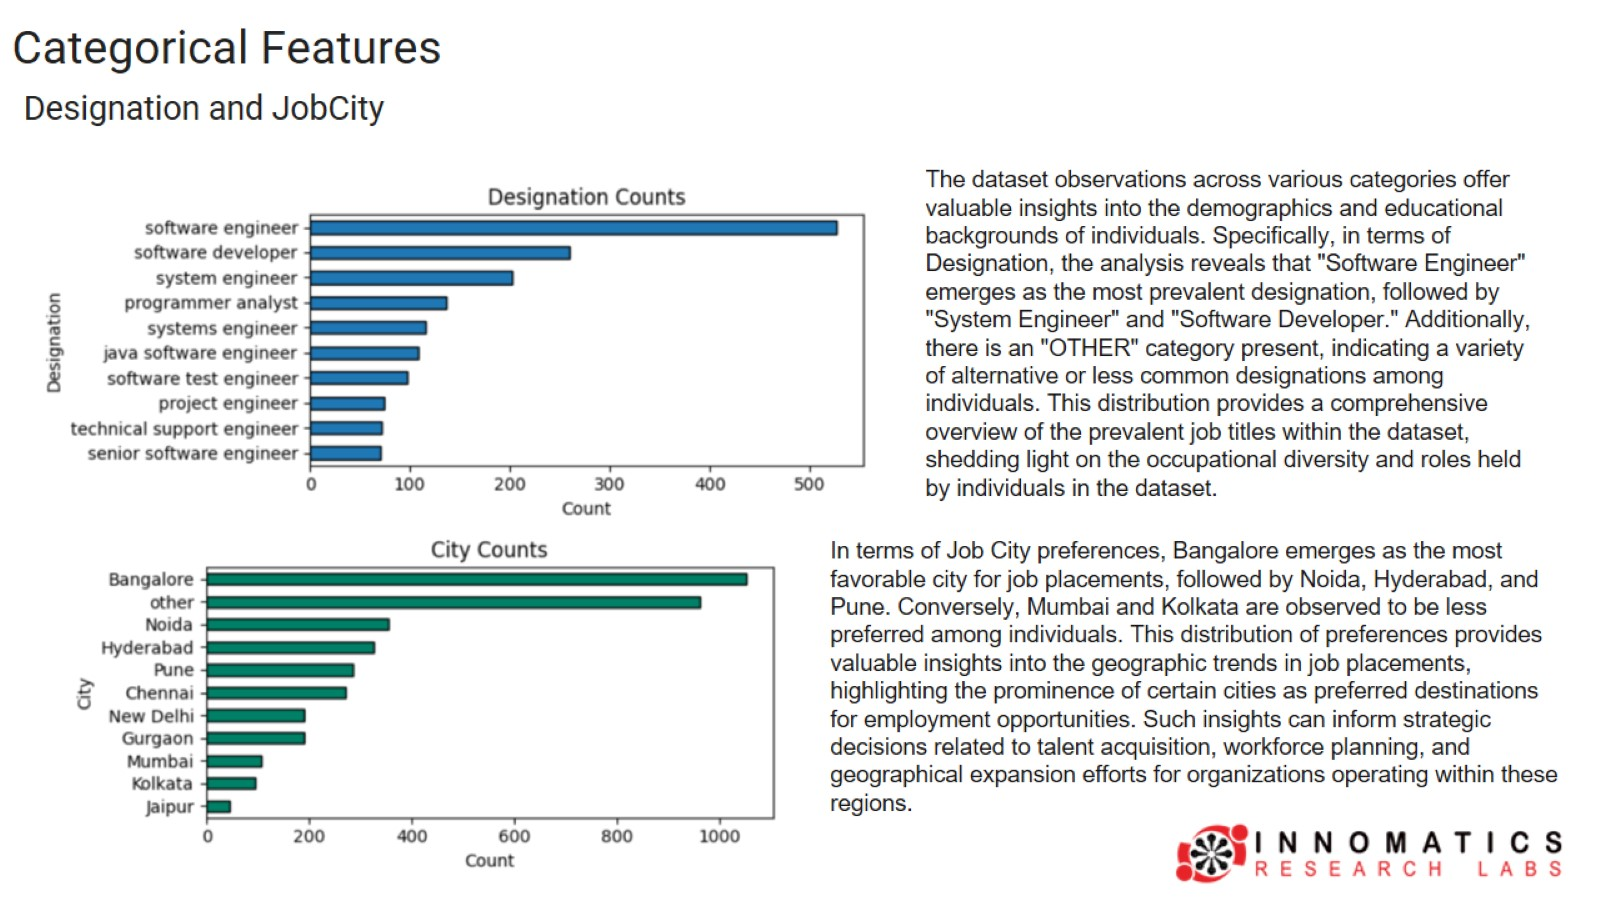 Categorical Features
Designation and JobCity
Designation Counts
Designation
software engineer
software developer
system engineer
programmer analyst
systems engineer
java software engineer
software test engineer
project engineer
technical support engineer
senior software engineer
0 100 200 300 400 500
Count
The dataset observations across various categories offer
valuable insights into the demographics and educational
backgrounds of individuals. Specifically, in terms of
Designation, the analysis reveals that "Software Engineer"
emerges as the most prevalent designation, followed by
"System Engineer" and "Software Developer." Additionally,
there is an "OTHER" category present, indicating a variety
of alternative or less common designations among
individuals. This distribution provides a comprehensive
overview of the prevalent job titles within the dataset,
shedding light on the occupational diversity and roles held
by individuals in the dataset.
City Counts
City
Bangalore
other
Noida
Hyderabad
Pune
Chennai
New Delhi
Gurgaon
Mumbai
Kolkata
Jaipur
0 200 400 600 800 1000
Count
In terms of Job City preferences, Bangalore emerges as the most
favorable city for job placements, followed by Noida, Hyderabad, and
Pune. Conversely, Mumbai and Kolkata are observed to be less
preferred among individuals. This distribution of preferences provides
valuable insights into the geographic trends in job placements,
highlighting the prominence of certain cities as preferred destinations
for employment opportunities. Such insights can inform strategic
decisions related to talent acquisition, workforce planning, and
geographical expansion efforts for organizations operating within these
regions.
INNOMATICS
RESEARCH LABS